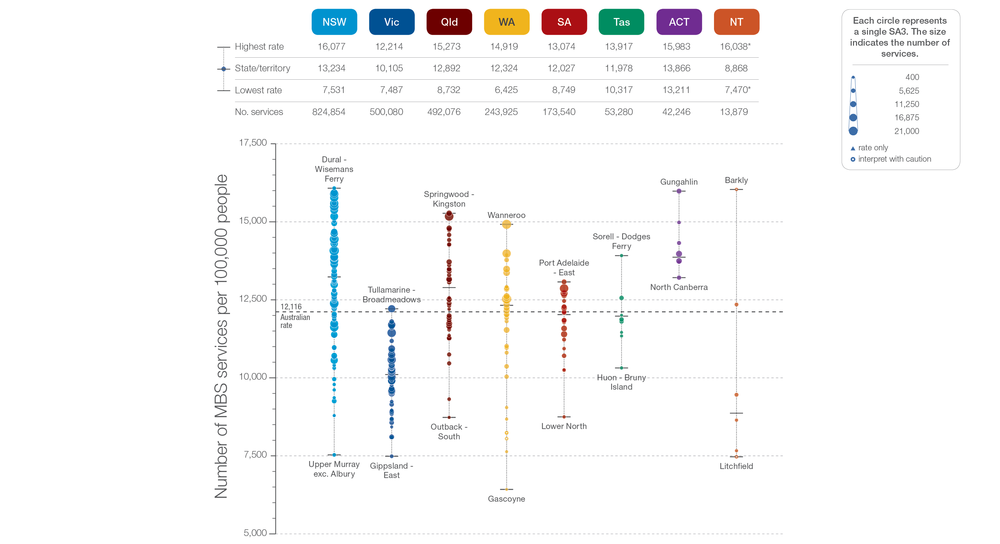 NSW Vic Qld WA SA Tas ACT NT
Highest rate 16,077 12,214 15,273 14,919 13,074 13,917 15,983 16,038*
State/territory 13,234 10,105 12,892 12,324 12,027 11,978 13,866 8,868
Lowest rate 7,531 7,487 8,732 6,425 8,749 10,317 13,211 7,470*
No. services 824,854 500,080 492,076 243,925 173,540 53,280 42,246 13,879
Each circle represents
a single SA3. The size
indicates the number of
services.
400
5,625
11,250
16,875
21,000
rate only
interpret with caution
Number of MBS services per 100,000 people
17,500
15,000
12,500
10,000
7,500
5,000
12,116
Australian
rate
Dural -
Wisemans
Ferry
Upper Murray
exc. Albury
Tullamarine -
Broadmeadows
Gippsland -
East
Springwood -
Kingston
Outback -
South
Wanneroo
Gascoyne
Port Adelaide
- East
Lower North
Sorell - Dodges
Ferry
Huon - Bruny
Island
Gungahlin
North Canberra
Barkly
Litchfield